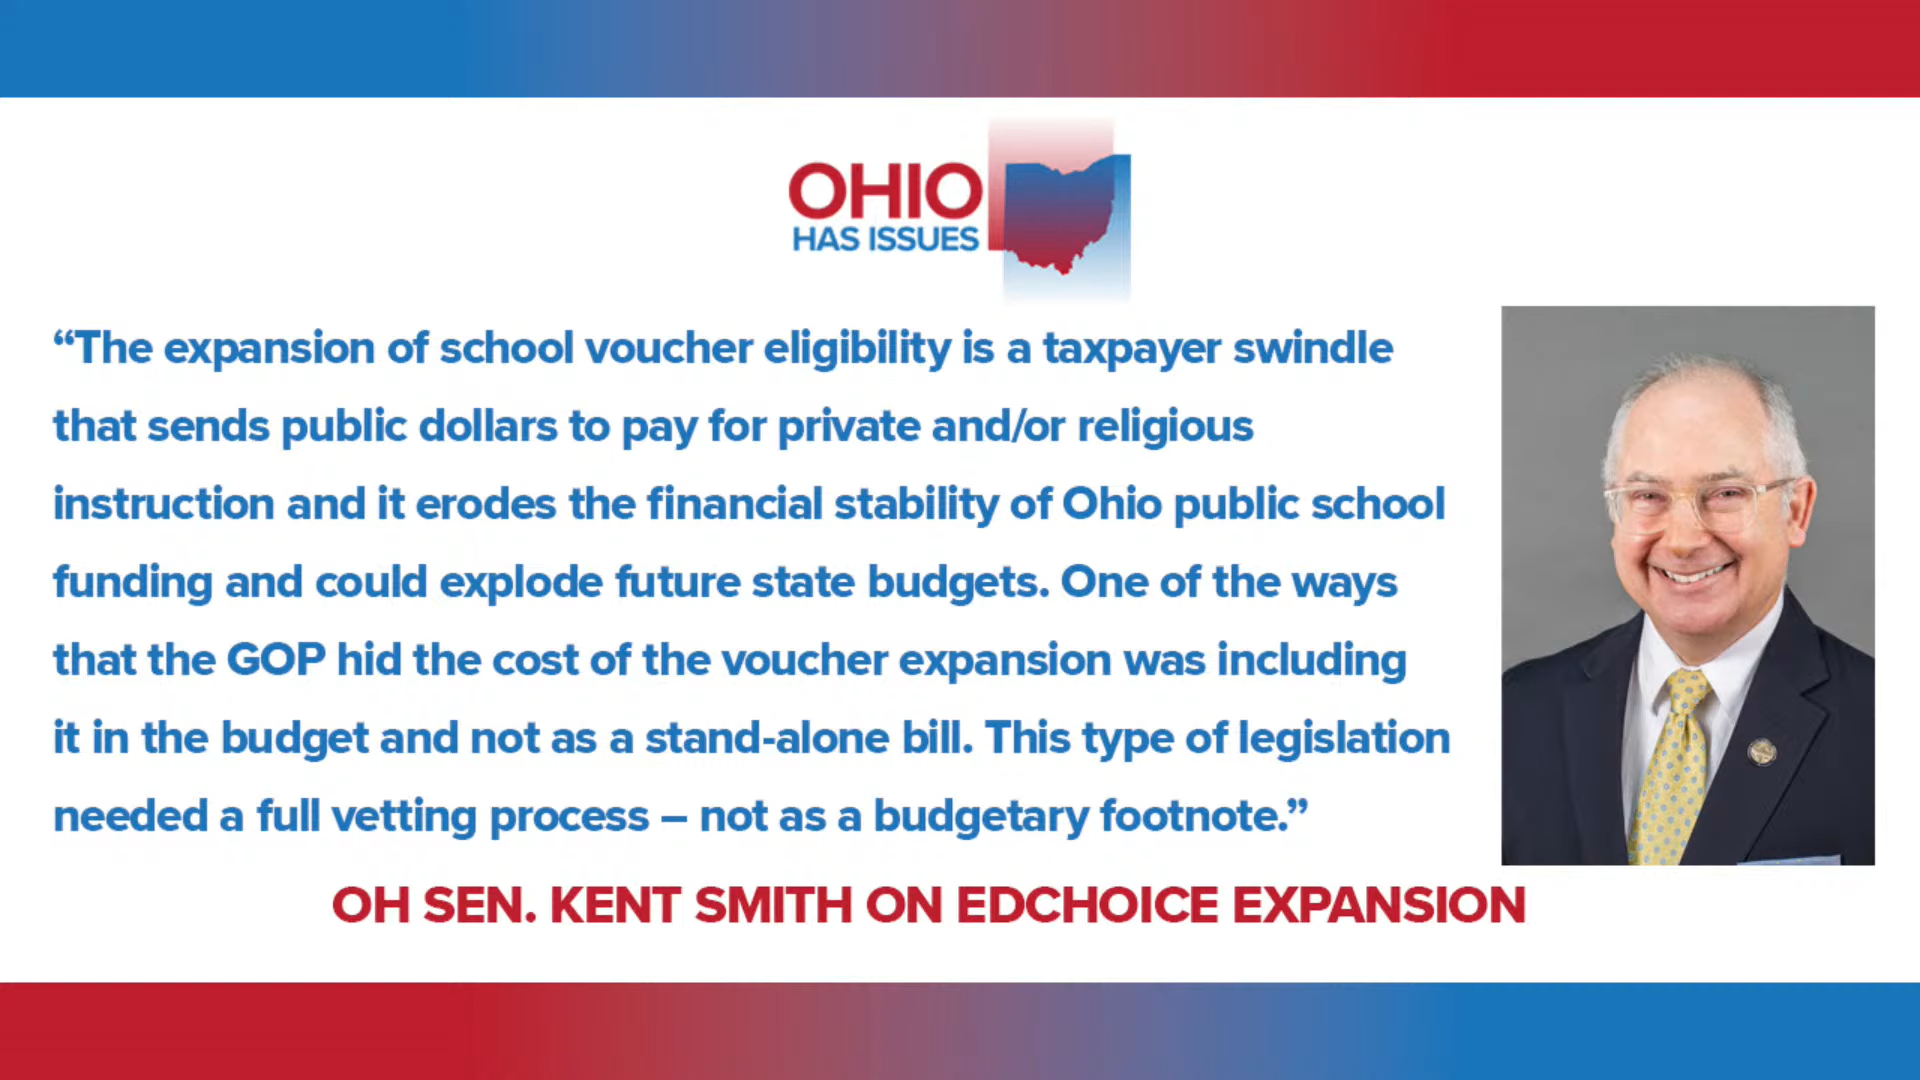 OHIO
HAS ISSUES
“The expansion of school voucher eligibility is a taxpayer swindle
that sends public dollars to pay for private and/or religious
instruction and it erodes the financial stability of Ohio public school
funding and could explode future state budgets. One of the ways
that the GOP hid the cost of the voucher expansion was including
it in the budget and not as a stand-alone bill. This type of legislation
needed a full vetting process – not as a budgetary footnote.”
OH SEN. KENT SMITH ON EDCHOICE EXPANSION